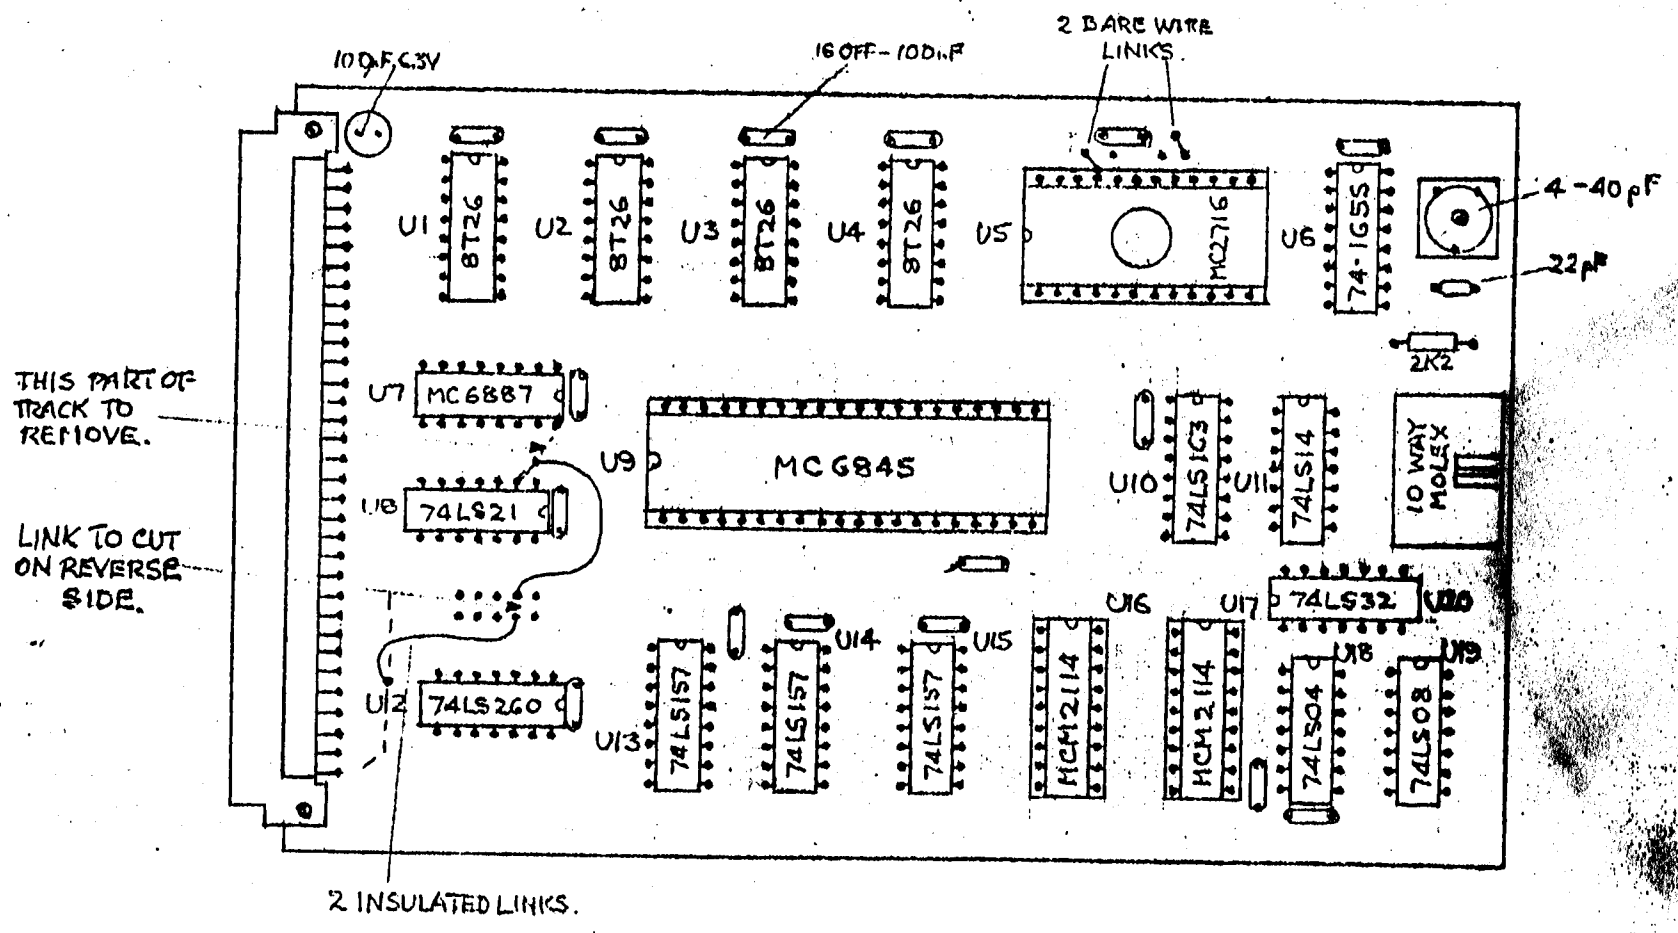 2 BARE WIRE
LINKS.
16 OFF - 100nF
100µF 6.3V
4-40pF
22pF
2K2
U1
8T26
U2
8T26
U3
8T26
U4
8T26
U5
MC2716
U6
74-165S
THIS PART OF
TRACK TO
REMOVE.
U7
MC6887
U8
74LS21
U9
MC6845
U10
74LS163
U11
74LS14
10 WAY
MOLEX
LINK TO CUT
ON REVERSE
SIDE.
U12
74LS260
U13
74LS157
U14
74LS157
U15
74LS157
U16
MCM2114
U17
MCM2114
74LS32
U20
U18
74LS04
U19
74LS08
2 INSULATED LINKS.